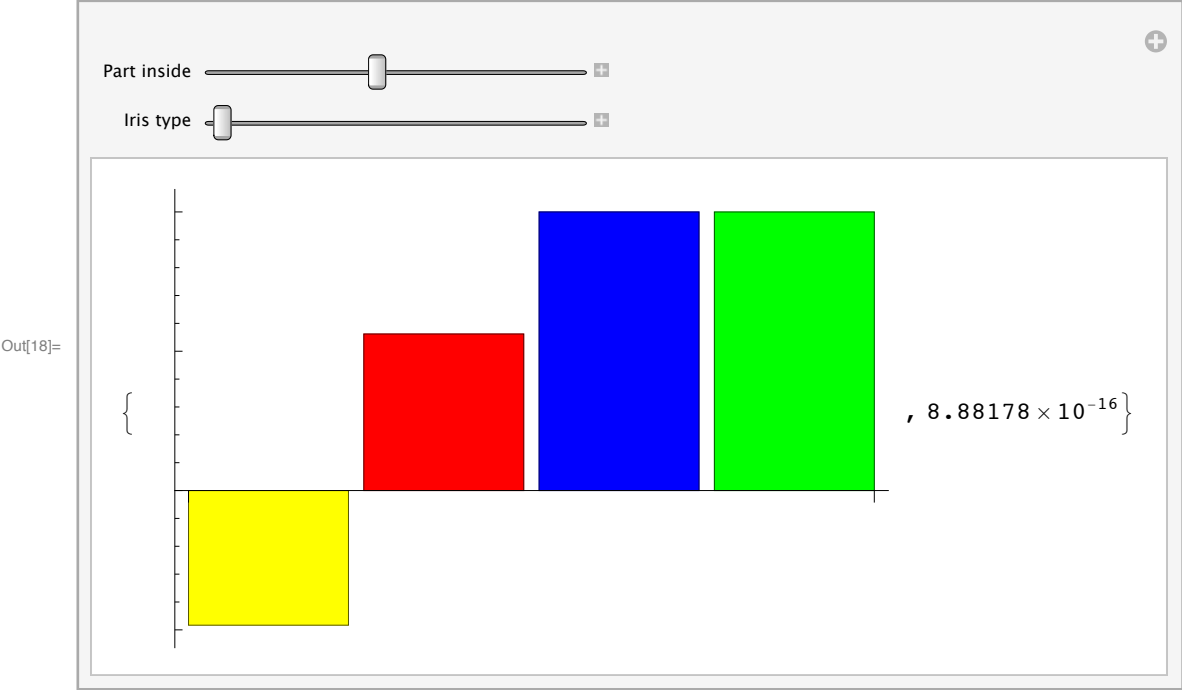 Part inside
Iris type
Out[18]=
{ , 8.88178 × 10^-16}